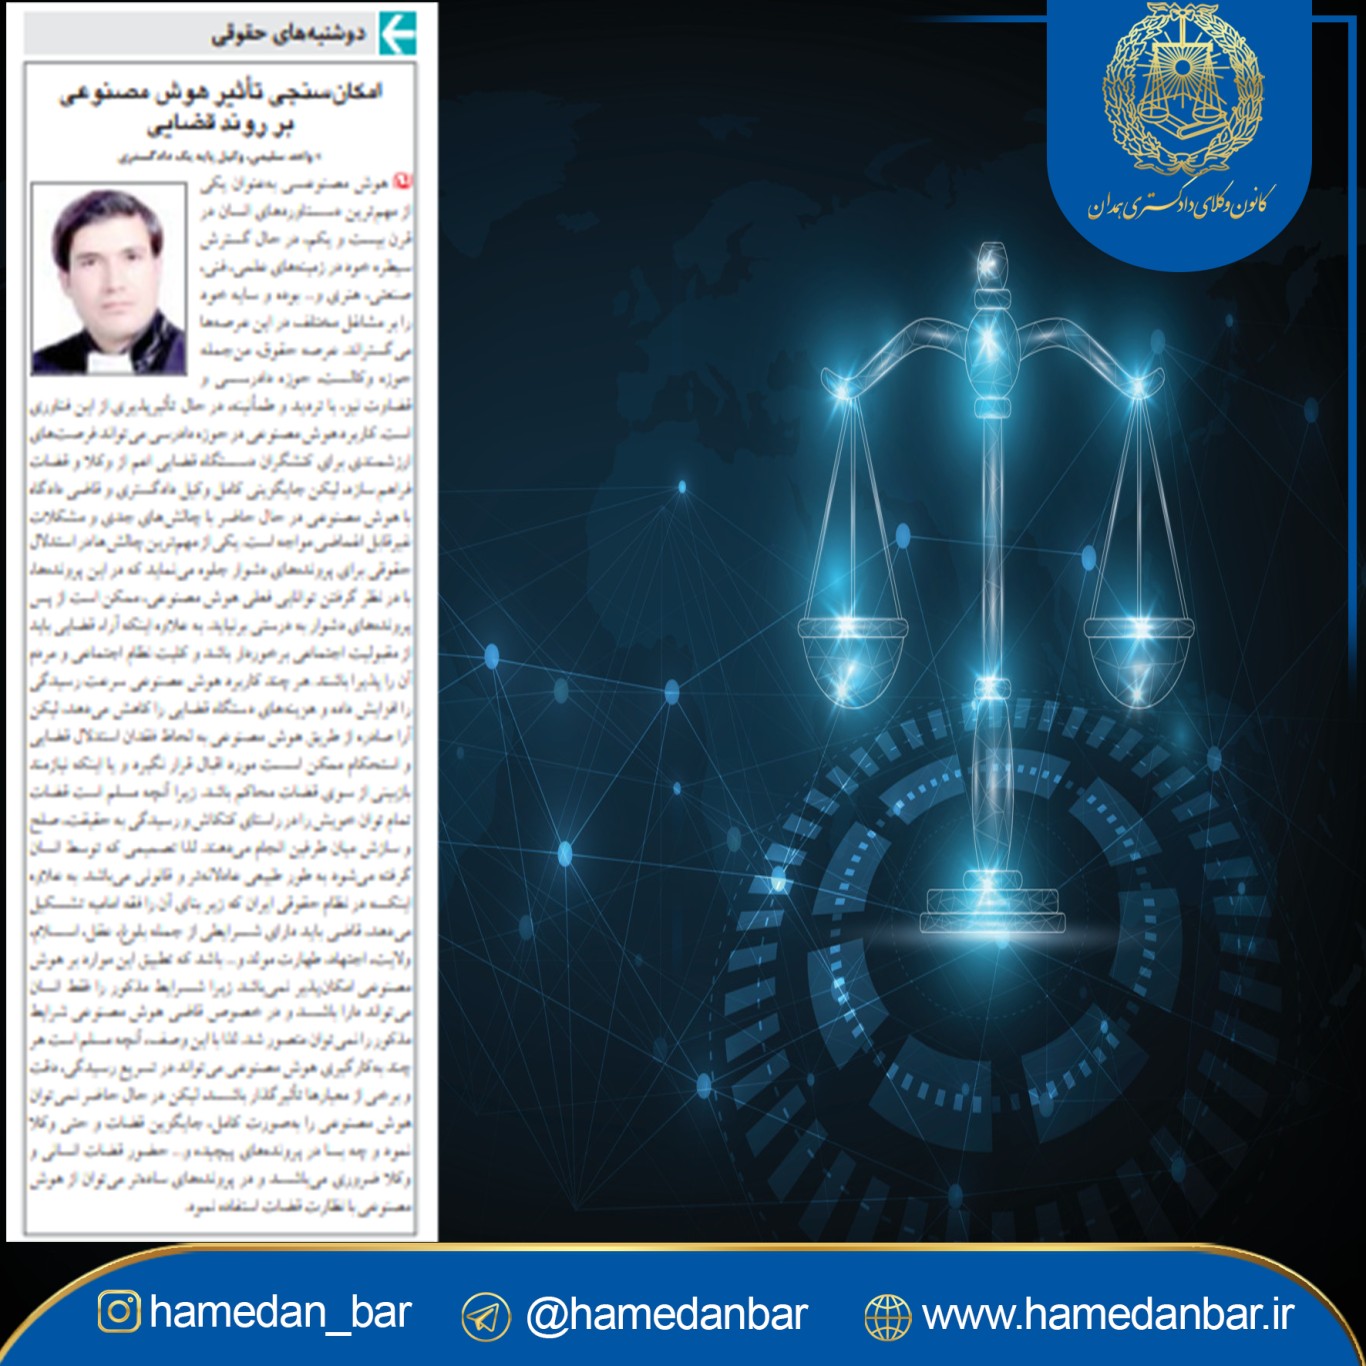 دوشنبه‌های حقوقی
امکان‌سنجی تأثیر هوش مصنوعی
بر روند قضایی
* واحد سلیمی، وکیل پایه یک دادگستری
هوش مصنوعی به‌عنوان یکی
از مهم‌ترین دستاوردهای انسان در
قرن بیست و یکم، در حال گسترش
سیطره خود در زمینه‌های علمی، فنی،
صنعتی، هنری و... بوده و سایه خود
را بر مشاغل مختلف در این عرصه‌ها
می‌گستراند. عرصه حقوق، من‌جمله
حوزه وکالت، حوزه دادرسی و
قضاوت نیز، با تردید و طمأنینه، در حال تأثیرپذیری از این فناوری
است. کاربرد هوش مصنوعی در حوزه دادرسی می‌تواند فرصت‌های
ارزشمندی برای کنشگران دستگاه قضایی اعم از وکلا و قضات
فراهم سازد، لیکن جایگزینی کامل وکیل دادگستری و قاضی دادگاه
با هوش مصنوعی در حال حاضر با چالش‌های جدی و مشکلات
غیرقابل اغماضی مواجه است. یکی از مهم‌ترین چالش‌ها در استدلال
حقوقی برای پرونده‌های دشوار جلوه می‌نماید که در این پرونده‌ها،
با در نظر گرفتن توانایی فعلی هوش مصنوعی، ممکن است از پس
پرونده‌های دشوار به درستی برنیاید. به علاوه اینکه آراء قضایی باید
از مقبولیت اجتماعی برخوردار باشد و کلیت نظام اجتماعی و مردم
آن را پذیرا باشند. هر چند کاربرد هوش مصنوعی سرعت رسیدگی
را افزایش داده و هزینه‌های دستگاه قضایی را کاهش می‌دهد، لیکن
آرا صادره از طریق هوش مصنوعی به لحاظ فقدان استدلال قضایی
و استحکام ممکن است مورد اقبال قرار نگیرد و یا اینکه نیازمند
بازبینی از سوی قضات محاکم باشد. زیرا آنچه مسلم است قضات
تمام توان خویش را در راستای کنکاش و رسیدگی به حقیقت، صلح
و سازش میان طرفین انجام می‌دهند. لذا تصمیمی که توسط انسان
گرفته می‌شود به طور طبیعی عادلانه‌تر و قانونی می‌باشد. به علاوه
اینکه در نظام حقوقی ایران که زیر بنای آن را فقه امامیه تشکیل
می‌دهد، قاضی باید دارای شرایطی از جمله بلوغ، عقل، اسلام،
ولایت، اجتهاد، طهارت مولد و... باشد که تطبیق این موارد بر هوش
مصنوعی امکان‌پذیر نمی‌باشد. زیرا شرایط مذکور را فقط انسان
می‌تواند دارا باشد و در خصوص قاضی هوش مصنوعی شرایط
مذکور را نمی‌توان متصور شد. لذا با این وصف، آنچه مسلم است هر
چند به‌کارگیری هوش مصنوعی می‌تواند در تسریع رسیدگی، دقت
و برخی از معیارها تأثیرگذار باشد، لیکن در حال حاضر نمی‌توان
هوش مصنوعی را به‌صورت کامل، جایگزین قضات و حتی وکلا
نمود و چه بسا در پرونده‌های پیچیده و... حضور قضات انسانی و
وکلا ضروری می‌باشد و در پرونده‌های ساده‌تر می‌توان از هوش
مصنوعی با نظارت قضات استفاده نمود.
کانون وکلای دادگستری همدان
hamedan_bar
@hamedanbar
www.hamedanbar.ir